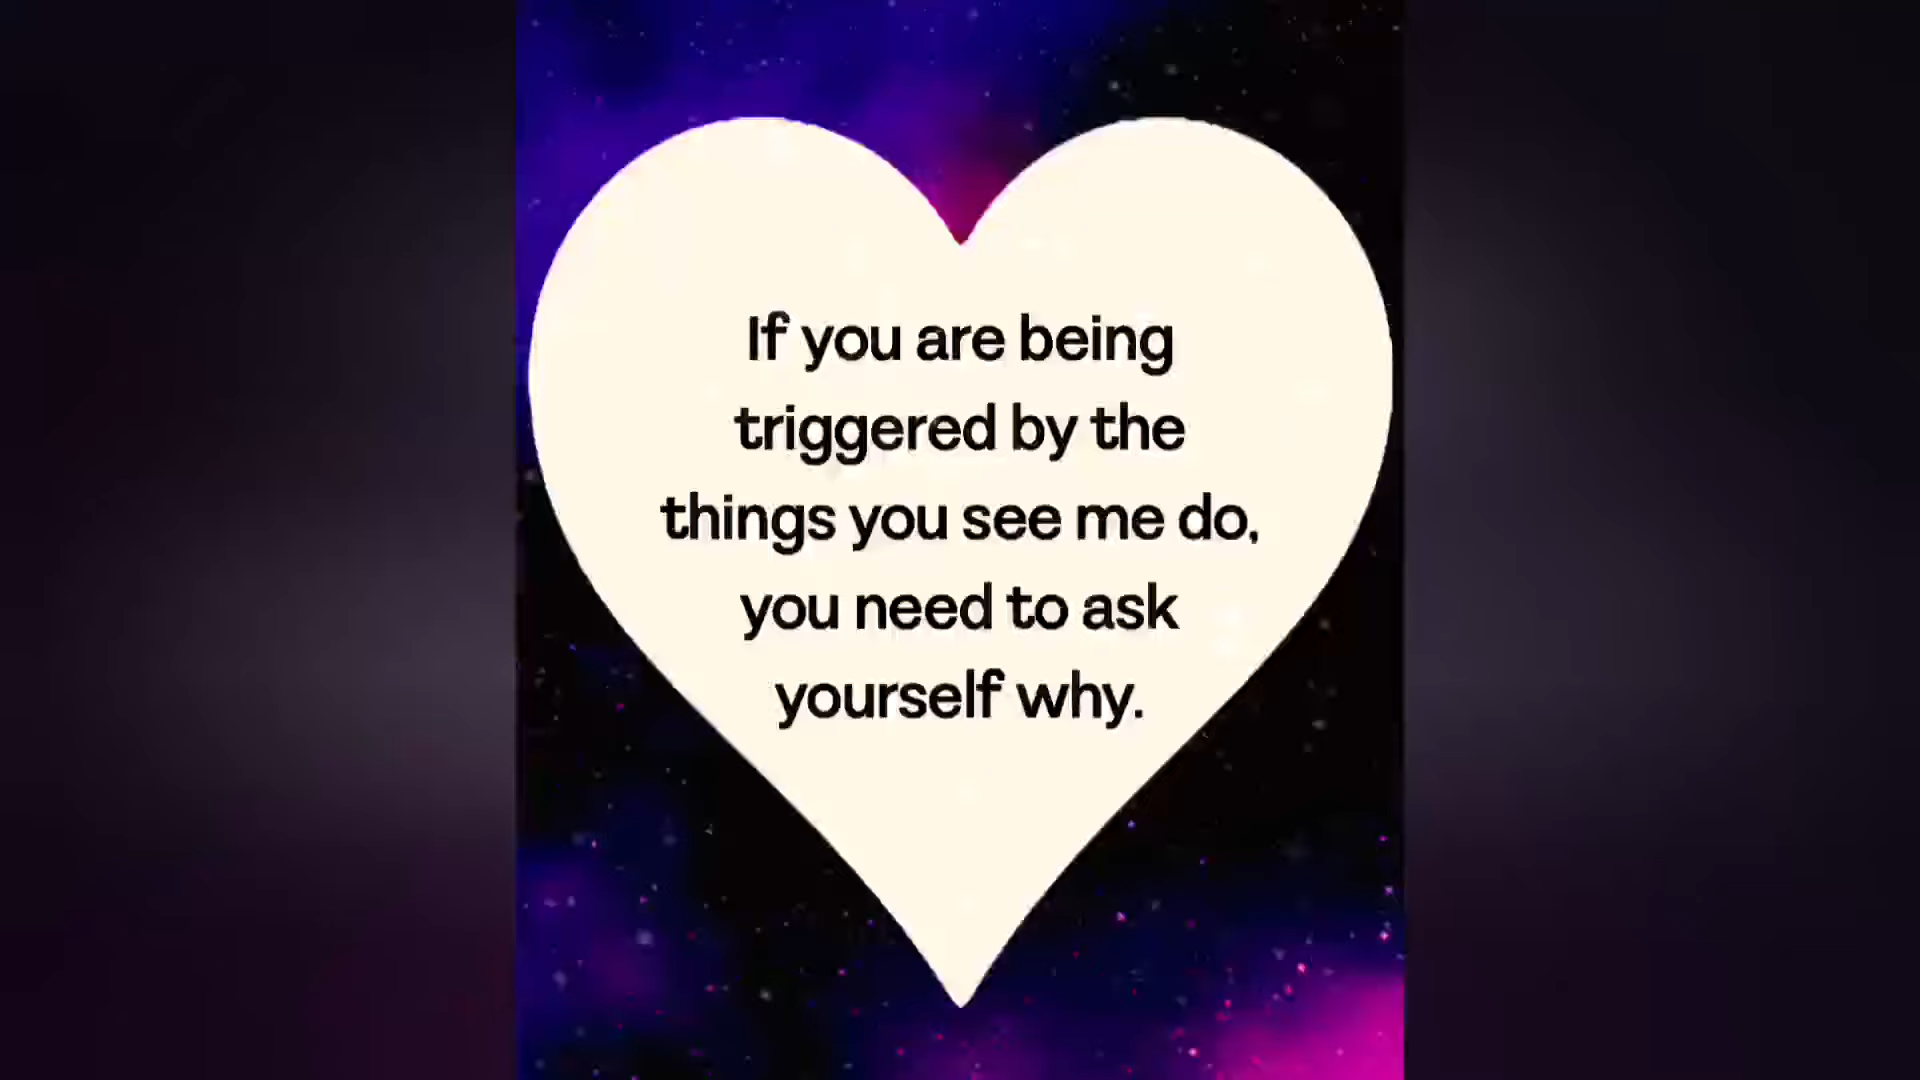 If you are being
triggered by the
things you see me do,
you need to ask
yourself why.